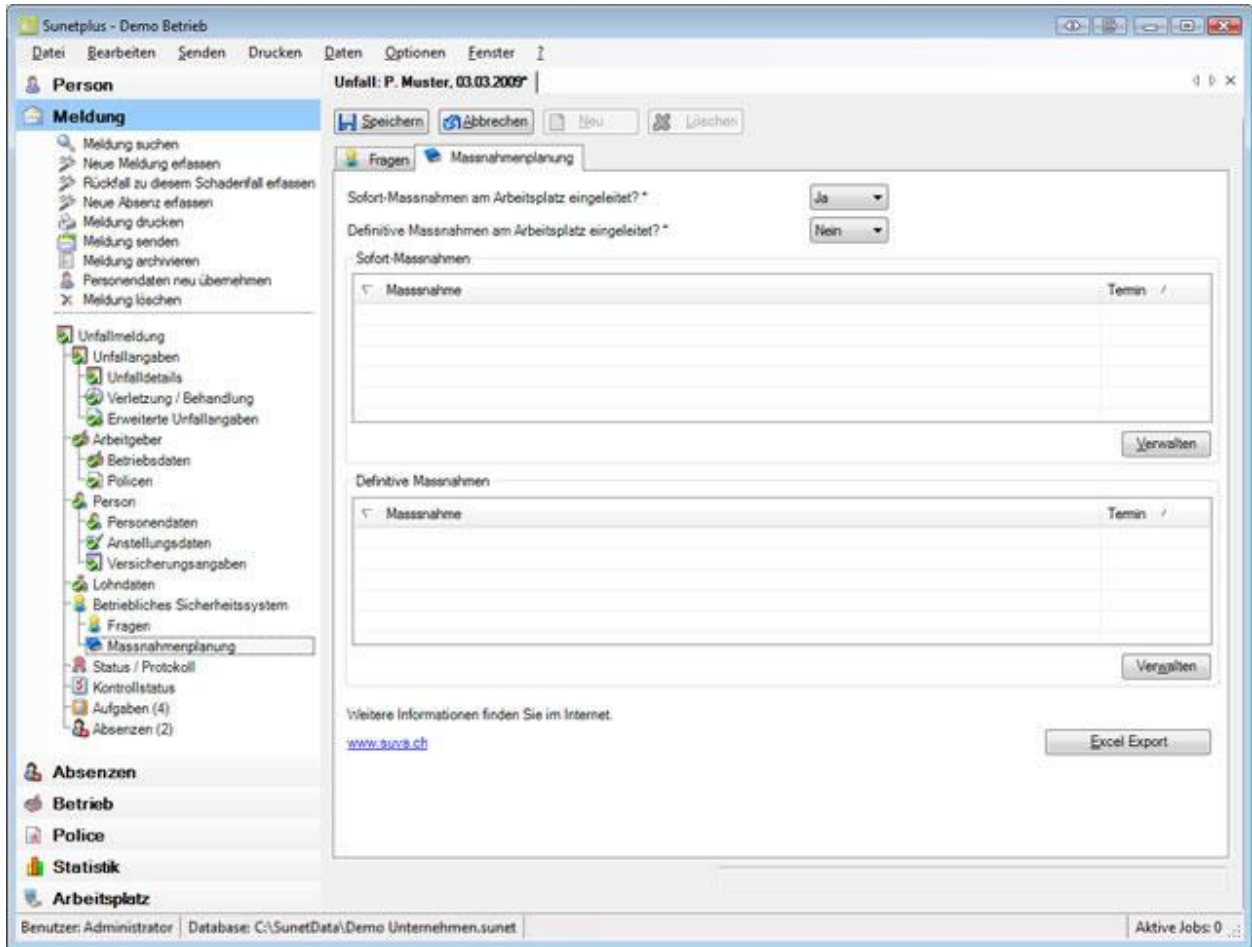 Sunetplus - Demo Betrieb
Datei Bearbeiten Senden Drucken Daten Optionen Fenster ?
Person
Meldung
Meldung suchen
Neue Meldung erfassen
Rückfall zu diesem Schadenfall erfassen
Neue Absenz erfassen
Meldung drucken
Meldung senden
Meldung archivieren
Personendaten neu übernehmen
Meldung löschen
Unfallmeldung
Unfallangaben
Unfalldetails
Verletzung / Behandlung
Erweiterte Unfallangaben
Arbeitgeber
Betriebsdaten
Policen
Person
Personendaten
Anstellungsdaten
Versicherungsangaben
Lohndaten
Betriebliches Sicherheitssystem
Fragen
Massnahmenplanung
Status / Protokoll
Kontrollstatus
Aufgaben (4)
Absenzen (2)
Absenzen
Betrieb
Police
Statistik
Arbeitsplatz
Unfall: P. Muster, 03.03.2009*
Speichern Abbrechen Neu Löschen
Fragen Massnahmenplanung
Sofort-Massnahmen am Arbeitsplatz eingeleitet? * Ja
Definitive Massnahmen am Arbeitsplatz eingeleitet? * Nein
Sofort-Massnahmen
Masssnahme Termin
Verwalten
Definitive Massnahmen
Masssnahme Termin
Verwalten
Weitere Informationen finden Sie im Internet.
www.suva.ch Excel Export
Benutzer: Administrator Database: C:\SunetData\Demo Unternehmen.sunet Aktive Jobs: 0